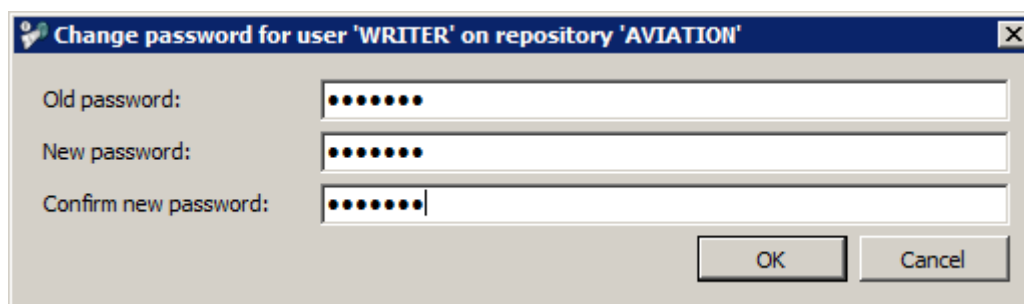 Change password for user 'WRITER' on repository 'AVIATION'
Old password: •••••••
New password: •••••••
Confirm new password: •••••••
OK Cancel